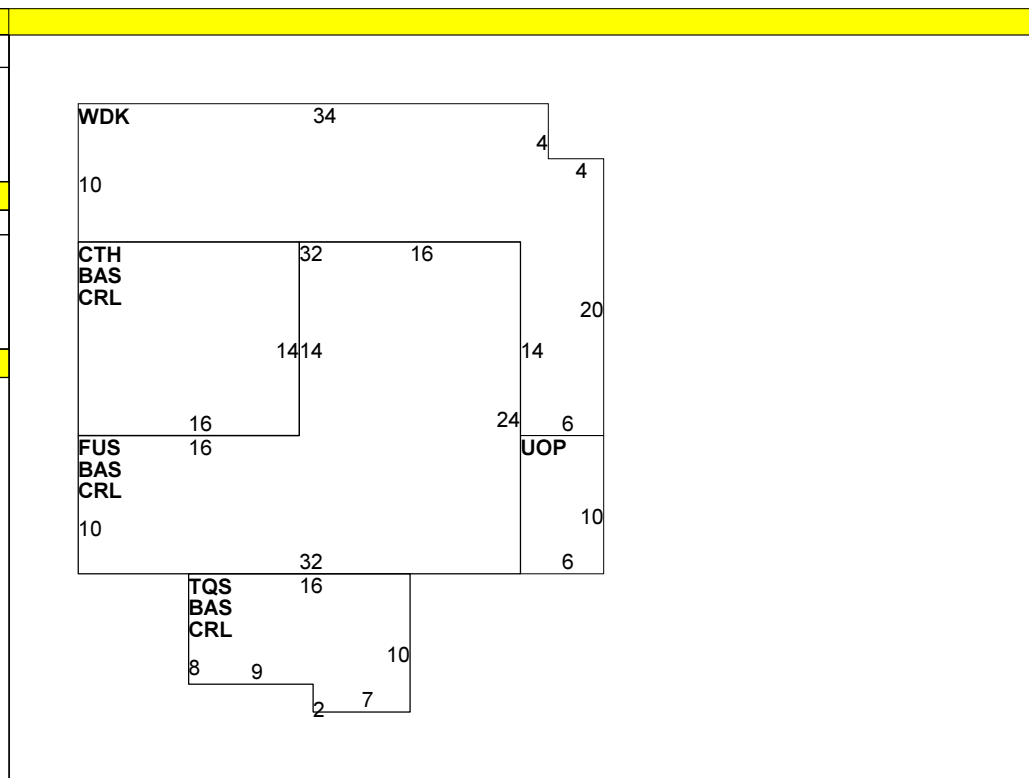 WDK 34
4
4
10
CTH 32 16
BAS
CRL
20
14 14 14
16 24 6
FUS 16 UOP
BAS
CRL
10 10
32 6
TQS 16
BAS
CRL
10
8 9
7
2